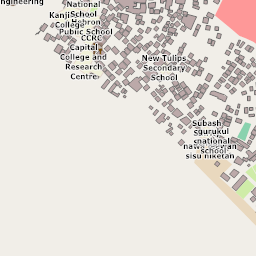 ngineering
National
School
Kanji
College
Hebron
Public School
CCRC
Capital
College and
Research
Centre
New Tulips
Secondary
School
Subash
gurukul
national
school
sisu niketan